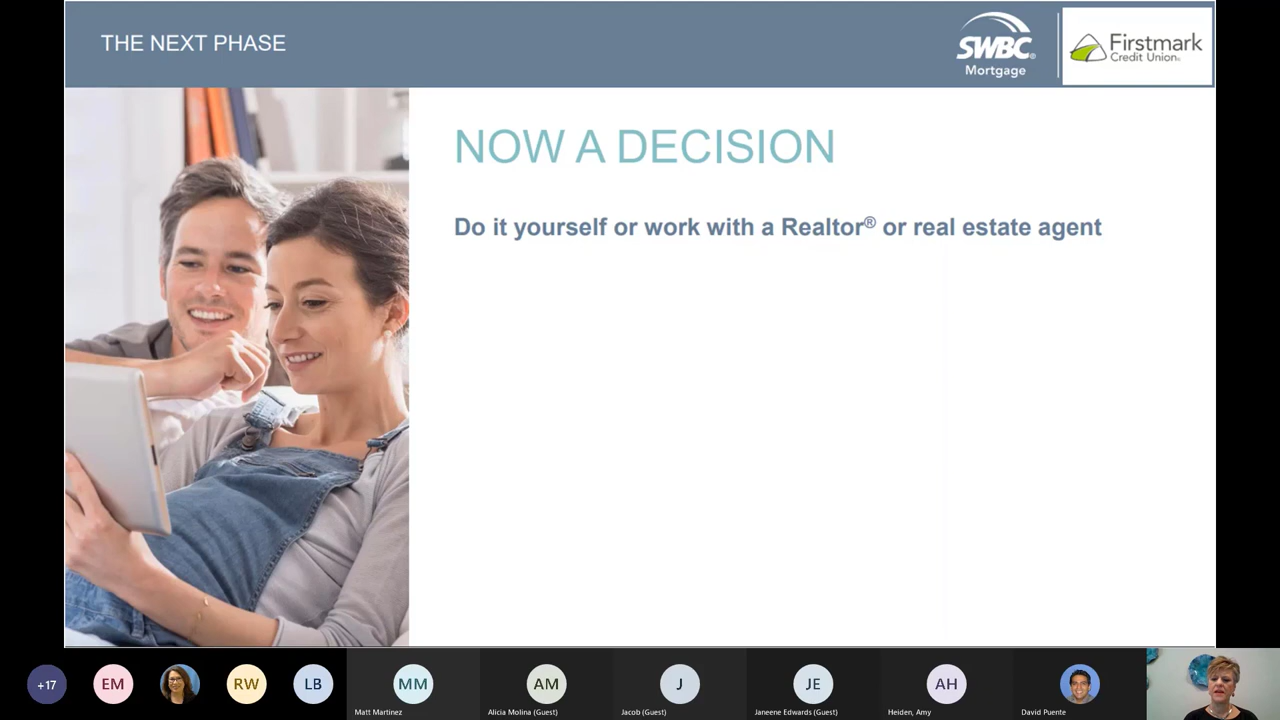 THE NEXT PHASE
SWBC®
Mortgage
Firstmark
Credit Union®
NOW A DECISION
Do it yourself or work with a Realtor® or real estate agent
+17
EM
RW
LB
MM
AM
J
JE
AH
Matt Martinez
Alicia Molina (Guest)
Jacob (Guest)
Janeene Edwards (Guest)
Heiden, Amy
David Puente